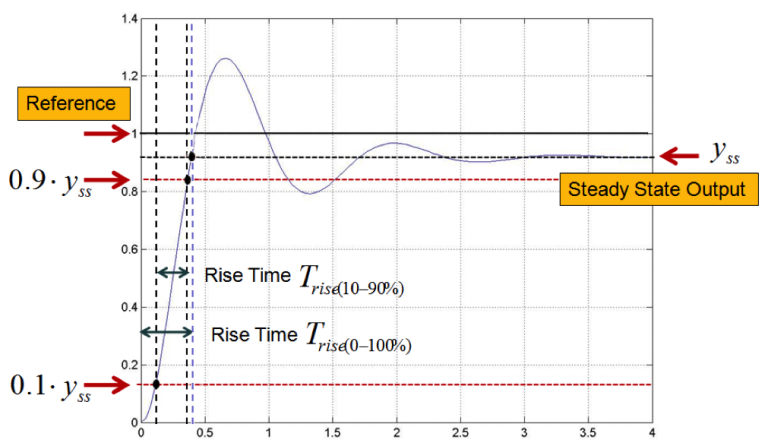 1.4
1.2
Reference
1
y_ss
0.9 · y_ss
0.8
Steady State Output
0.6
Rise Time T_rise(10–90%)
0.4
Rise Time T_rise(0–100%)
0.2
0.1 · y_ss
0
0 0.5 1 1.5 2 2.5 3 3.5 4